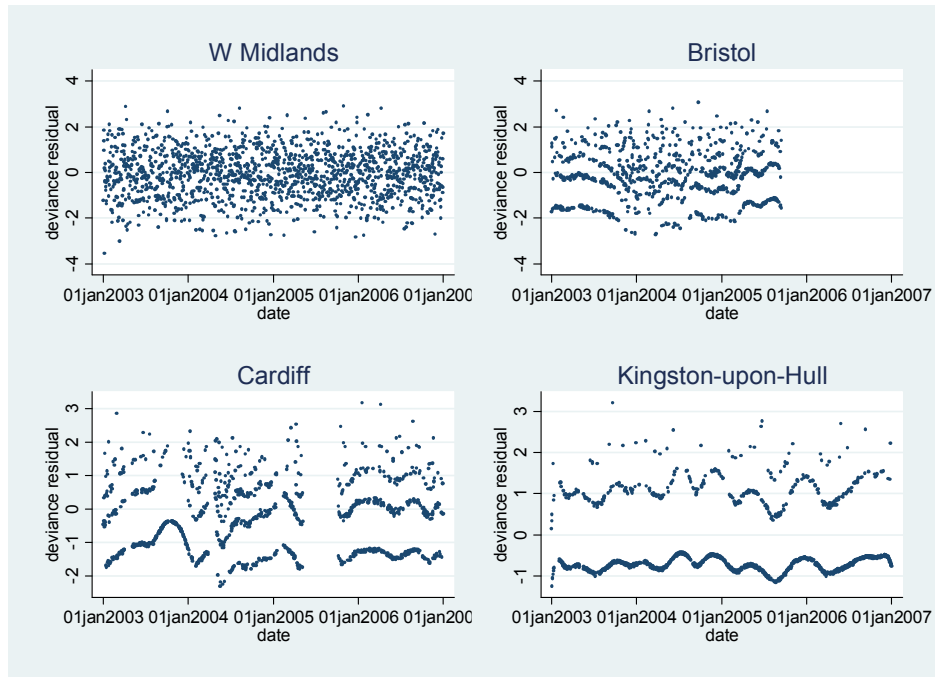 W Midlands
4
2
0
-2
-4
deviance residual
01jan2003 01jan2004 01jan2005 01jan2006 01jan200
date
Bristol
4
2
0
-2
-4
deviance residual
01jan2003 01jan2004 01jan2005 01jan2006 01jan2007
date
Cardiff
3
2
1
0
-1
-2
deviance residual
01jan2003 01jan2004 01jan2005 01jan2006 01jan200
date
Kingston-upon-Hull
3
2
1
0
-1
deviance residual
01jan2003 01jan2004 01jan2005 01jan2006 01jan2007
date